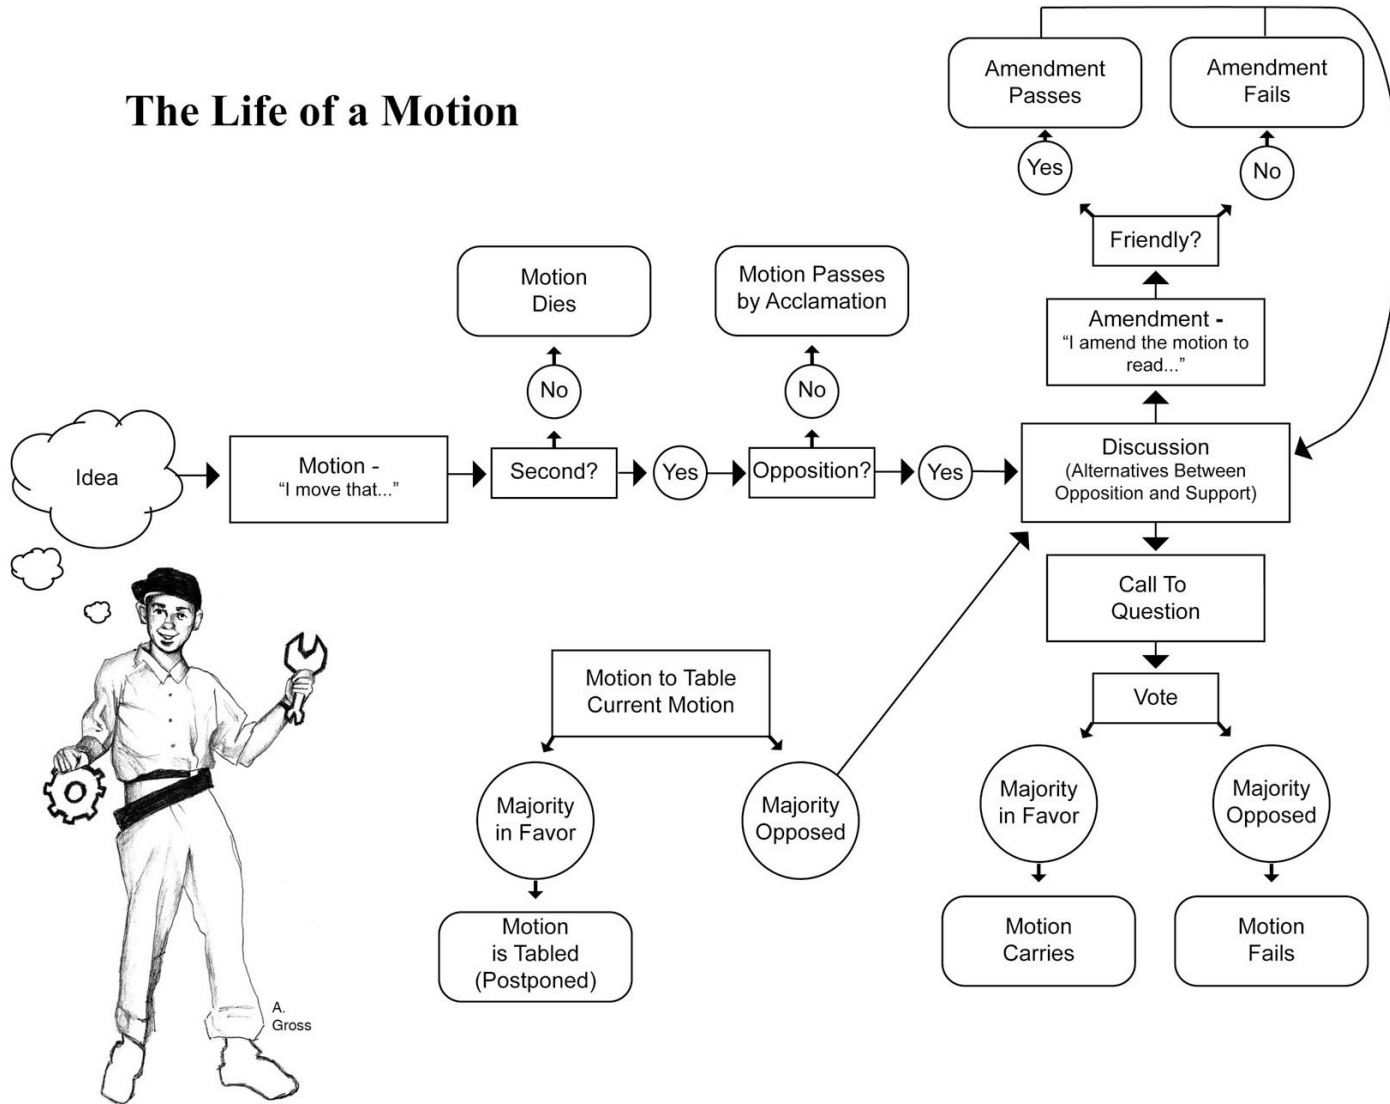 The Life of a Motion
Idea
Motion -
“I move that...”
Second?
No
Motion
Dies
Yes
Opposition?
No
Motion Passes
by Acclamation
Yes
Discussion
(Alternatives Between
Opposition and Support)
Amendment -
“I amend the motion to
read...”
Friendly?
Yes
Amendment
Passes
No
Amendment
Fails
Call To
Question
Vote
Majority
in Favor
Motion
Carries
Majority
Opposed
Motion
Fails
Motion to Table
Current Motion
Majority
in Favor
Motion
is Tabled
(Postponed)
Majority
Opposed
A.
Gross